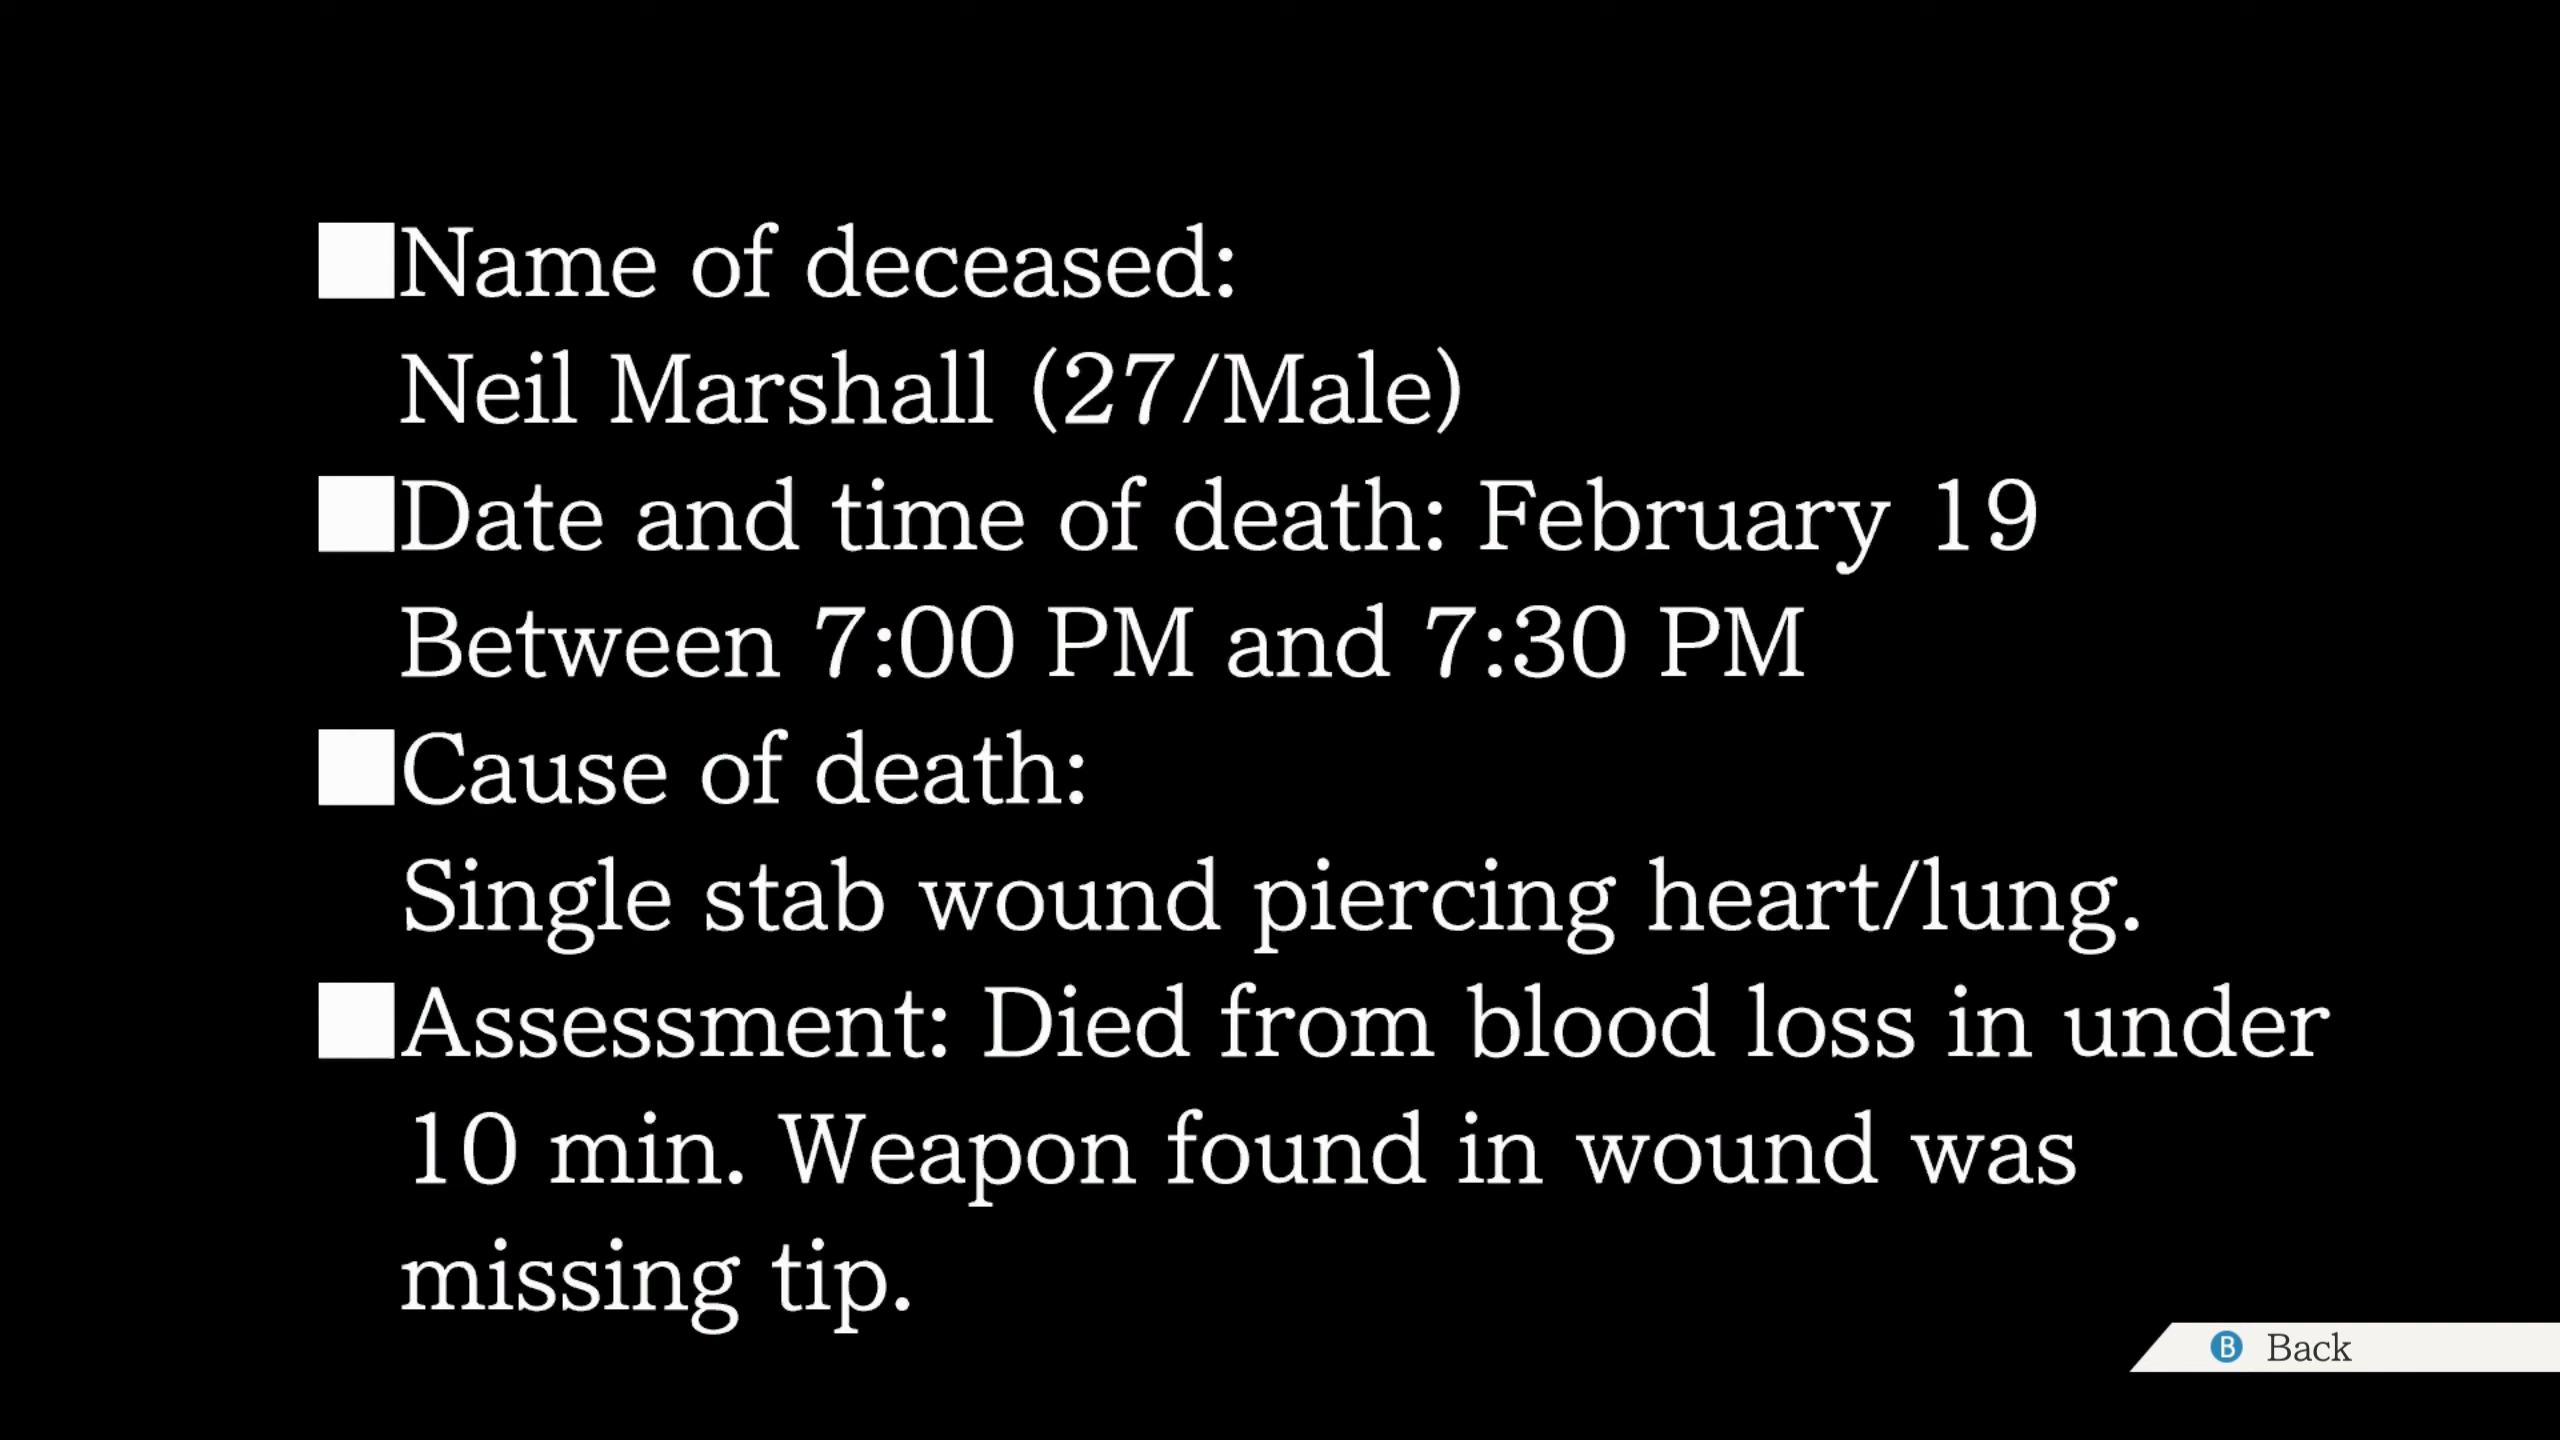 ■Name of deceased:
Neil Marshall (27/Male)
■Date and time of death: February 19
Between 7:00 PM and 7:30 PM
■Cause of death:
Single stab wound piercing heart/lung.
■Assessment: Died from blood loss in under
10 min. Weapon found in wound was
missing tip.
B Back